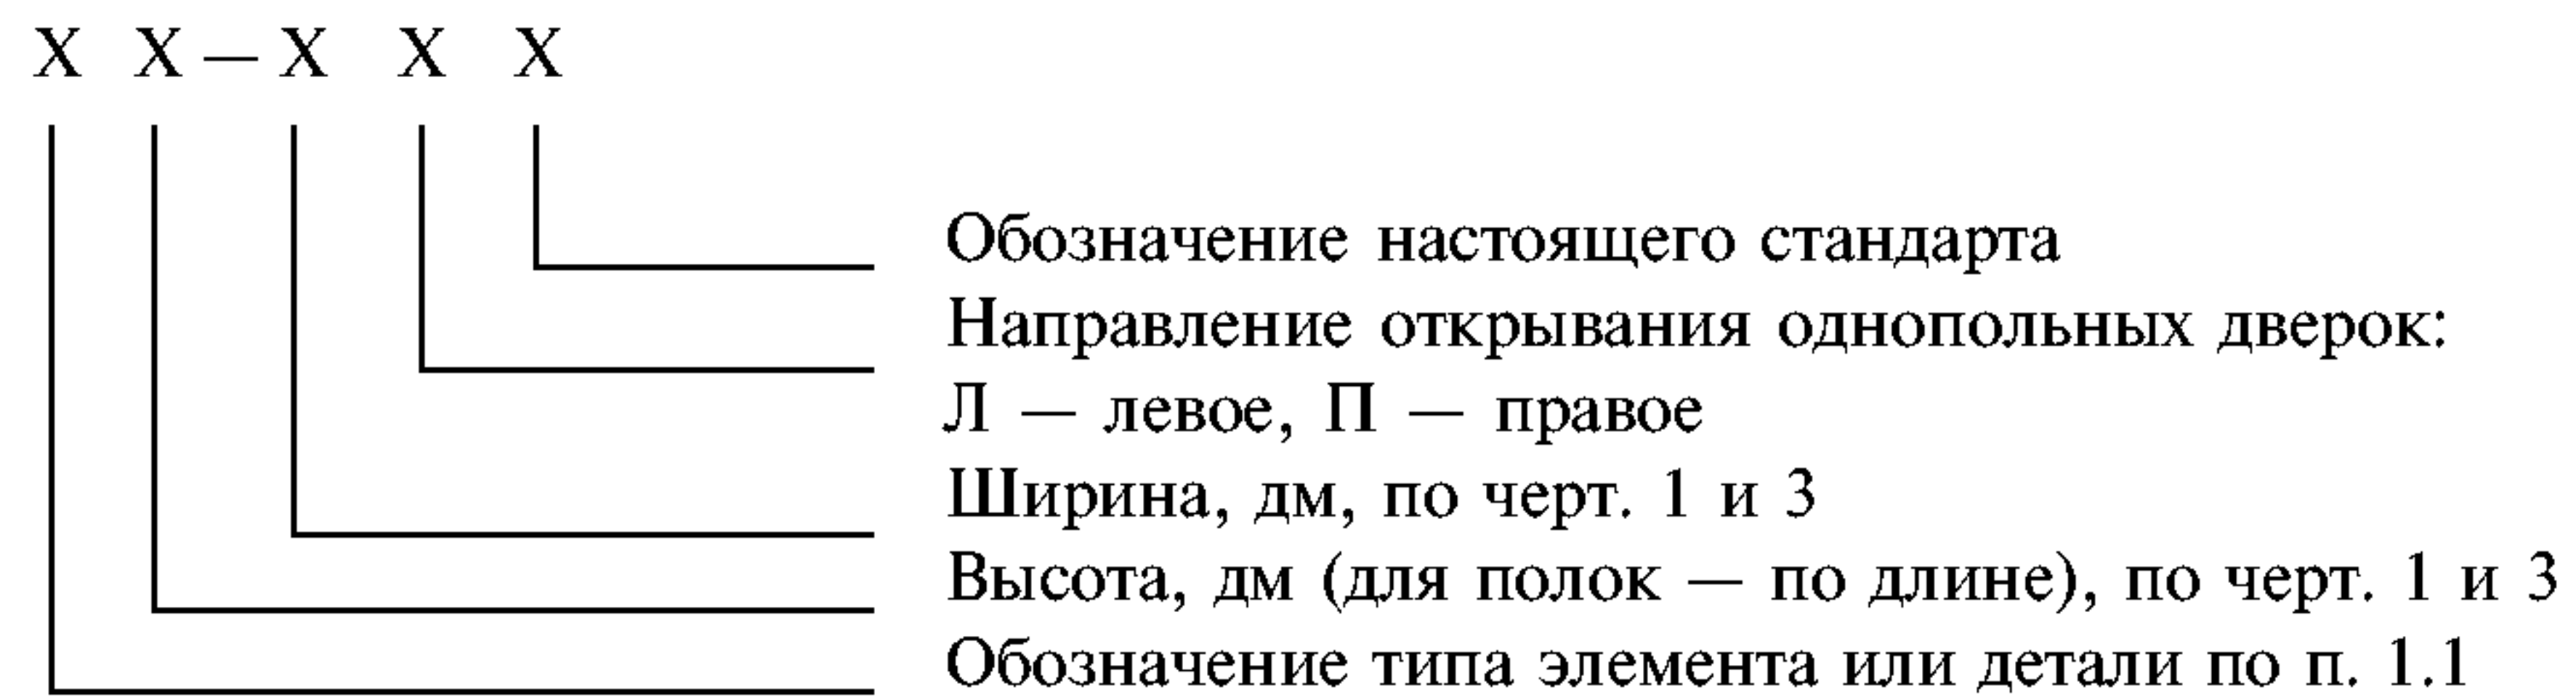 Х Х — Х Х Х
Обозначение настоящего стандарта
Направление открывания однопольных дверок:
Л — левое, П — правое
Ширина, дм, по черт. 1 и 3
Высота, дм (для полок — по длине), по черт. 1 и 3
Обозначение типа элемента или детали по п. 1.1